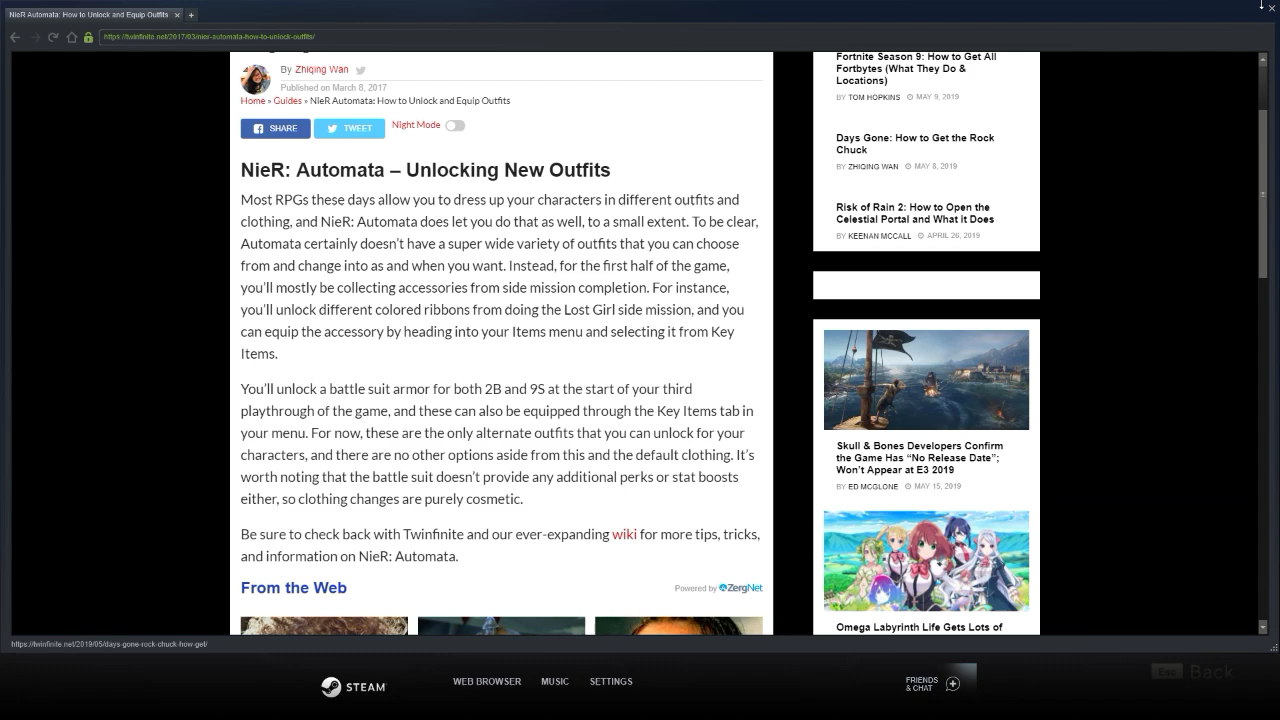 NieR Automata: How to Unlock and Equip Outfits
https://twinfinite.net/2017/03/nier-automata-how-to-unlock-outfits/
By Zhiqing Wan
Published on March 8, 2017
Home » Guides » NieR Automata: How to Unlock and Equip Outfits
SHARE
TWEET
Night Mode
NieR: Automata – Unlocking New Outfits
Most RPGs these days allow you to dress up your characters in different outfits and
clothing, and NieR: Automata does let you do that as well, to a small extent. To be clear,
Automata certainly doesn't have a super wide variety of outfits that you can choose
from and change into as and when you want. Instead, for the first half of the game,
you'll mostly be collecting accessories from side mission completion. For instance,
you'll unlock different colored ribbons from doing the Lost Girl side mission, and you
can equip the accessory by heading into your Items menu and selecting it from Key
Items.
You'll unlock a battle suit armor for both 2B and 9S at the start of your third
playthrough of the game, and these can also be equipped through the Key Items tab in
your menu. For now, these are the only alternate outfits that you can unlock for your
characters, and there are no other options aside from this and the default clothing. It's
worth noting that the battle suit doesn't provide any additional perks or stat boosts
either, so clothing changes are purely cosmetic.
Be sure to check back with Twinfinite and our ever-expanding wiki for more tips, tricks,
and information on NieR: Automata.
From the Web
Powered by ZergNet
Fortnite Season 9: How to Get All
Fortbytes (What They Do &
Locations)
BY TOM HOPKINS MAY 9, 2019
Days Gone: How to Get the Rock
Chuck
BY ZHIQING WAN MAY 8, 2019
Risk of Rain 2: How to Open the
Celestial Portal and What it Does
BY KEENAN MCCALL APRIL 26, 2019
Skull & Bones Developers Confirm
the Game Has “No Release Date”;
Won't Appear at E3 2019
BY ED MCGLONE MAY 15, 2019
Omega Labyrinth Life Gets Lots of
https://twinfinite.net/2019/05/days-gone-rock-chuck-how-get/
STEAM
WEB BROWSER
MUSIC
SETTINGS
FRIENDS
& CHAT
Esc Back